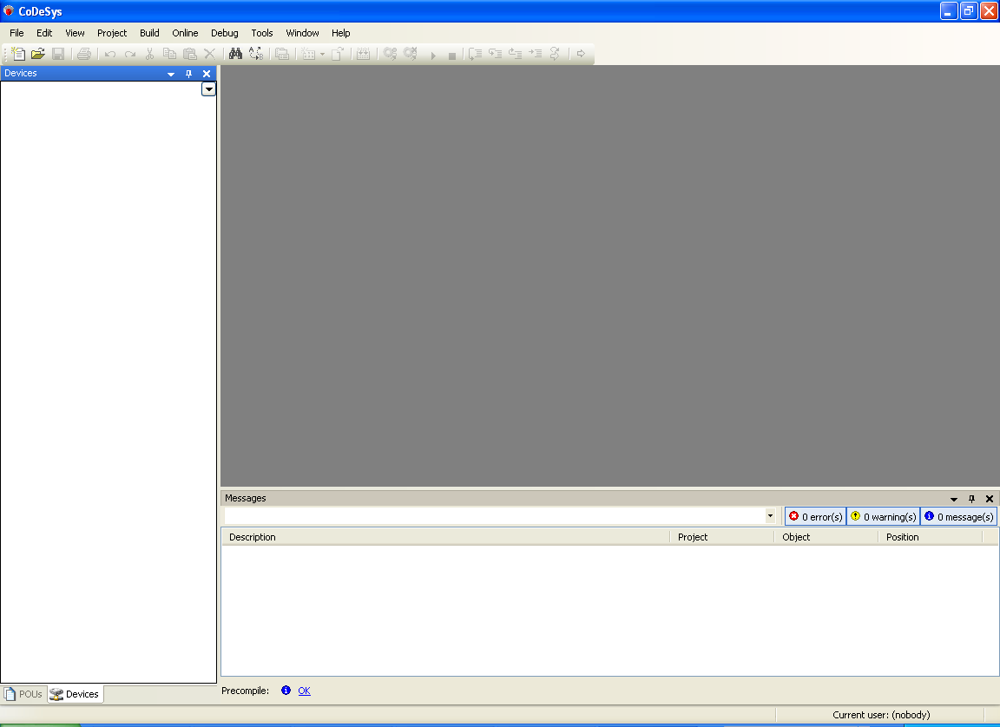 CoDeSys
File Edit View Project Build Online Debug Tools Window Help
Devices
Messages
0 error(s) 0 warning(s) 0 message(s)
Description Project Object Position
Precompile: OK
POUs Devices
Current user: (nobody)